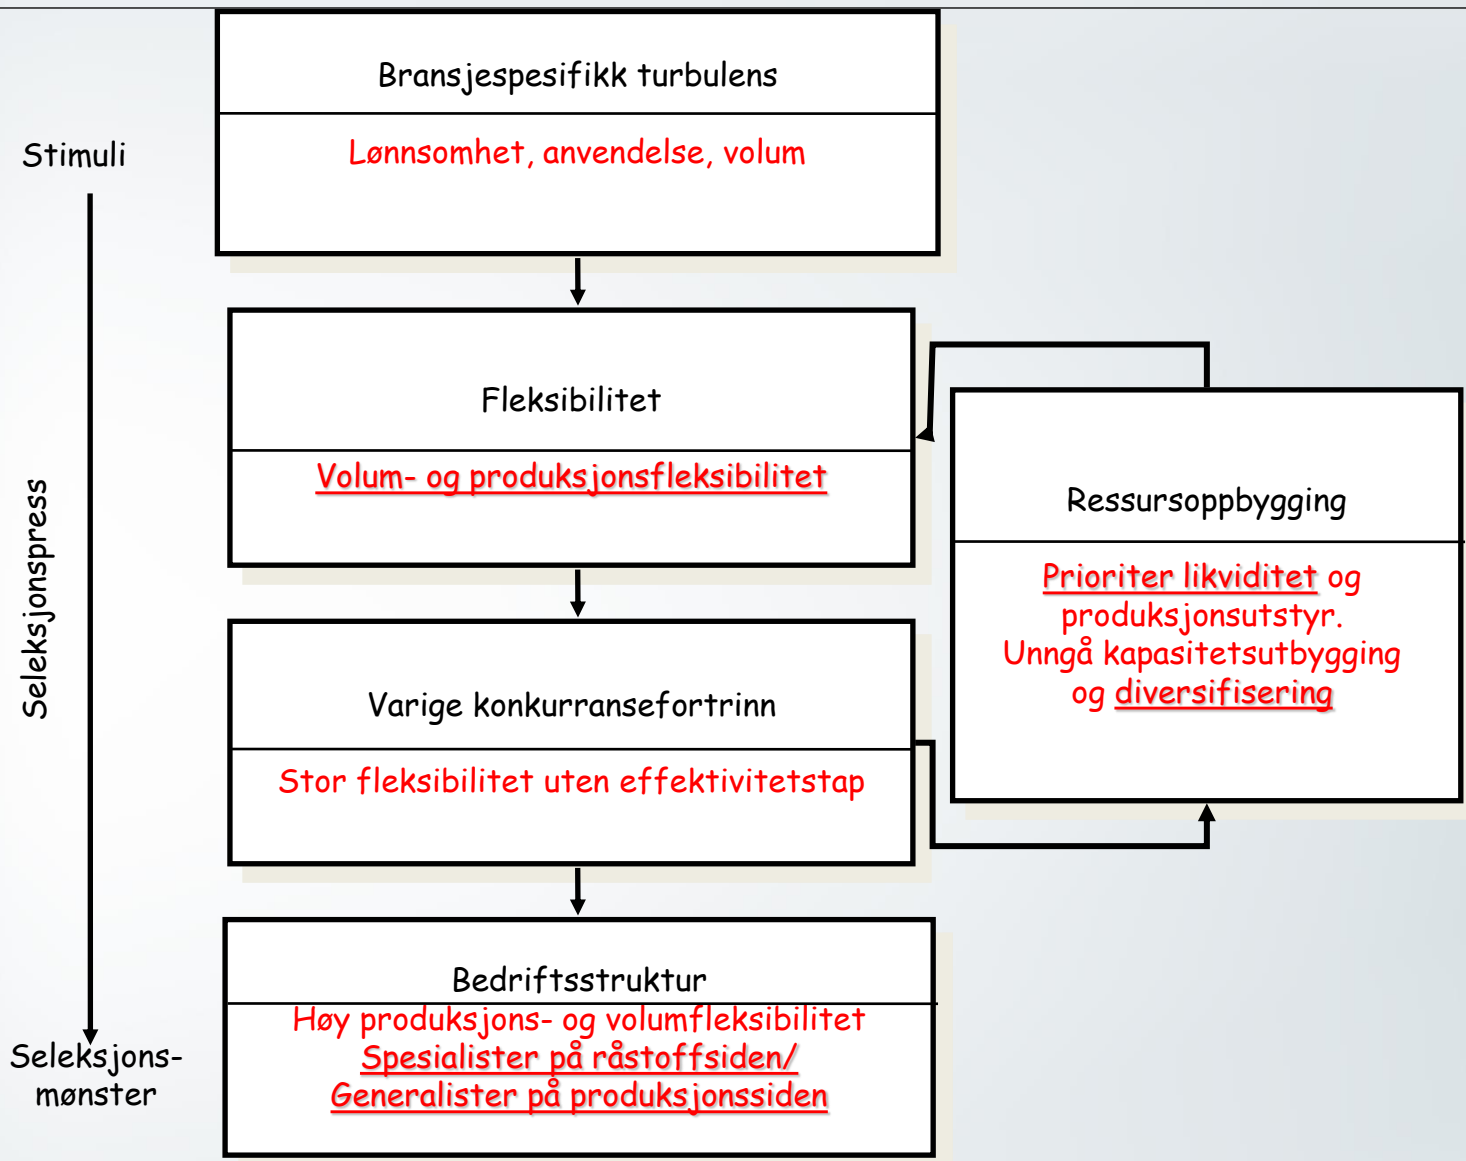 Bransjespesifikk turbulens
Lønnsomhet, anvendelse, volum
Stimuli
Fleksibilitet
Volum- og produksjonsfleksibilitet
Seleksjonspress
Ressursoppbygging
Prioriter likviditet og
produksjonsutstyr.
Unngå kapasitetsutbygging
og diversifisering
Varige konkurransefortrinn
Stor fleksibilitet uten effektivitetstap
Bedriftsstruktur
Høy produksjons- og volumfleksibilitet
Spesialister på råstoffsiden/
Generalister på produksjonssiden
Seleksjons-
mønster